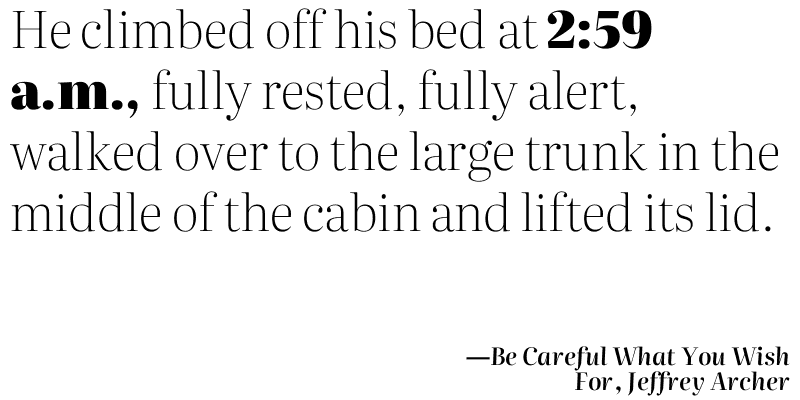 He climbed off his bed at 2:59
a.m., fully rested, fully alert,
walked over to the large trunk in the
middle of the cabin and lifted its lid.
—Be Careful What You Wish
For, Jeffrey Archer